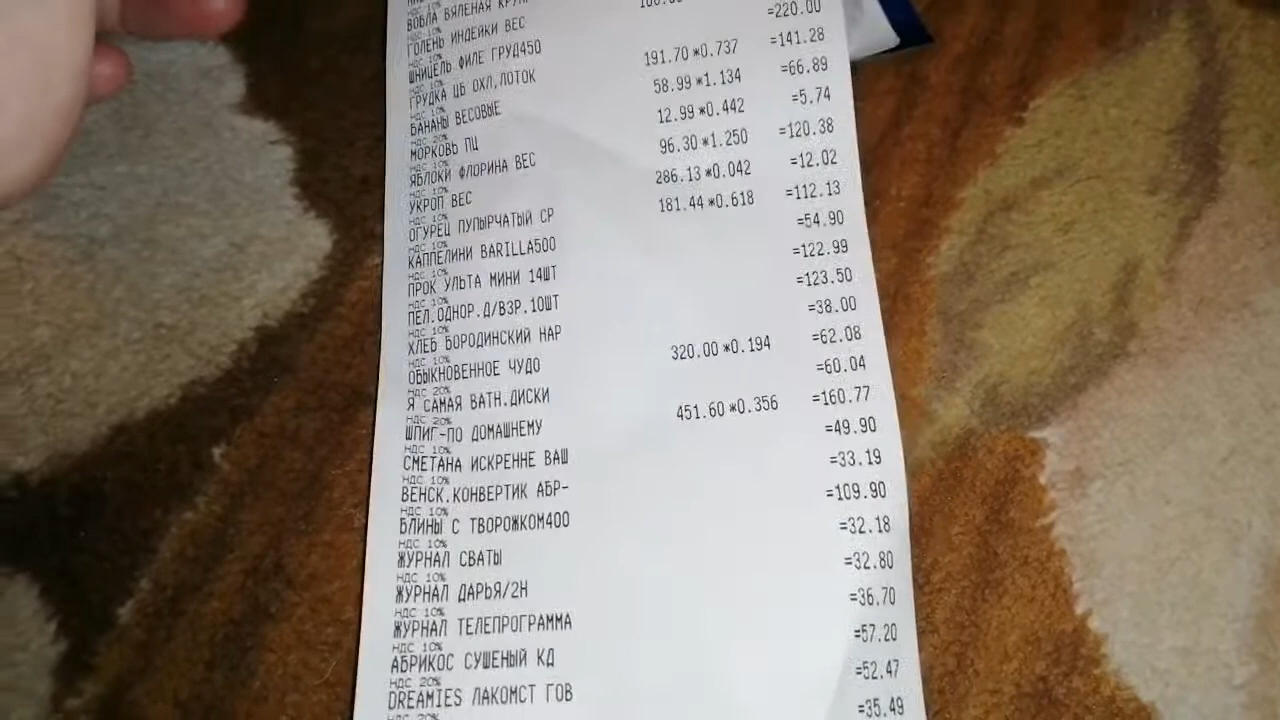 НДС 10%
ВОБЛА ВЯЛЕНАЯ
НДС 10%
ГОЛЕНЬ ИНДЕЙКИ ВЕС
НДС 10%
ШНИЦЕЛЬ ФИЛЕ ГРУД450 =220.00
НДС 10%
ГРУДКА ЦБ ОХЛ,ЛОТОК 191.70*0.737 =141.28
НДС 10%
БАНАНЫ ВЕСОВЫЕ 58.99*1.134 =66.89
НДС 20%
МОРКОВЬ ПЦ 12.99*0.442 =5.74
НДС 10%
ЯБЛОКИ ФЛОРИНА ВЕС 96.30*1.250 =120.38
НДС 10%
УКРОП ВЕС 286.13*0.042 =12.02
НДС 10%
ОГУРЕЦ ПУПЫРЧАТЫЙ СР 181.44*0.618 =112.13
НДС 10%
КАППЕЛИНИ BARILLA500 =54.90
НДС 10%
ПРОК УЛЬТА МИНИ 14ШТ =122.99
НДС 10%
ПЕЛ.ОДНОР.Д/ВЗР.10ШТ =123.50
НДС 10%
ХЛЕБ БОРОДИНСКИЙ НАР =38.00
НДС 10%
ОБЫКНОВЕННОЕ ЧУДО 320.00*0.194 =62.08
НДС 20%
Я САМАЯ ВАТН.ДИСКИ =60.04
НДС 20%
ШПИГ-ПО ДОМАШНЕМУ 451.60*0.356 =160.77
НДС 10%
СМЕТАНА ИСКРЕННЕ ВАШ =49.90
НДС 10%
ВЕНСК.КОНВЕРТИК АБР- =33.19
НДС 10%
БЛИНЫ С ТВОРОЖКОМ400 =109.90
НДС 10%
ЖУРНАЛ СВАТЫ =32.18
НДС 10%
ЖУРНАЛ ДАРЬЯ/2Н =32.80
НДС 10%
ЖУРНАЛ ТЕЛЕПРОГРАММА =36.70
НДС 10%
АБРИКОС СУШЕНЫЙ КД =57.20
НДС 20%
DREAMIES ЛАКОМСТ ГОВ =52.47
НДС 20%
=35.49